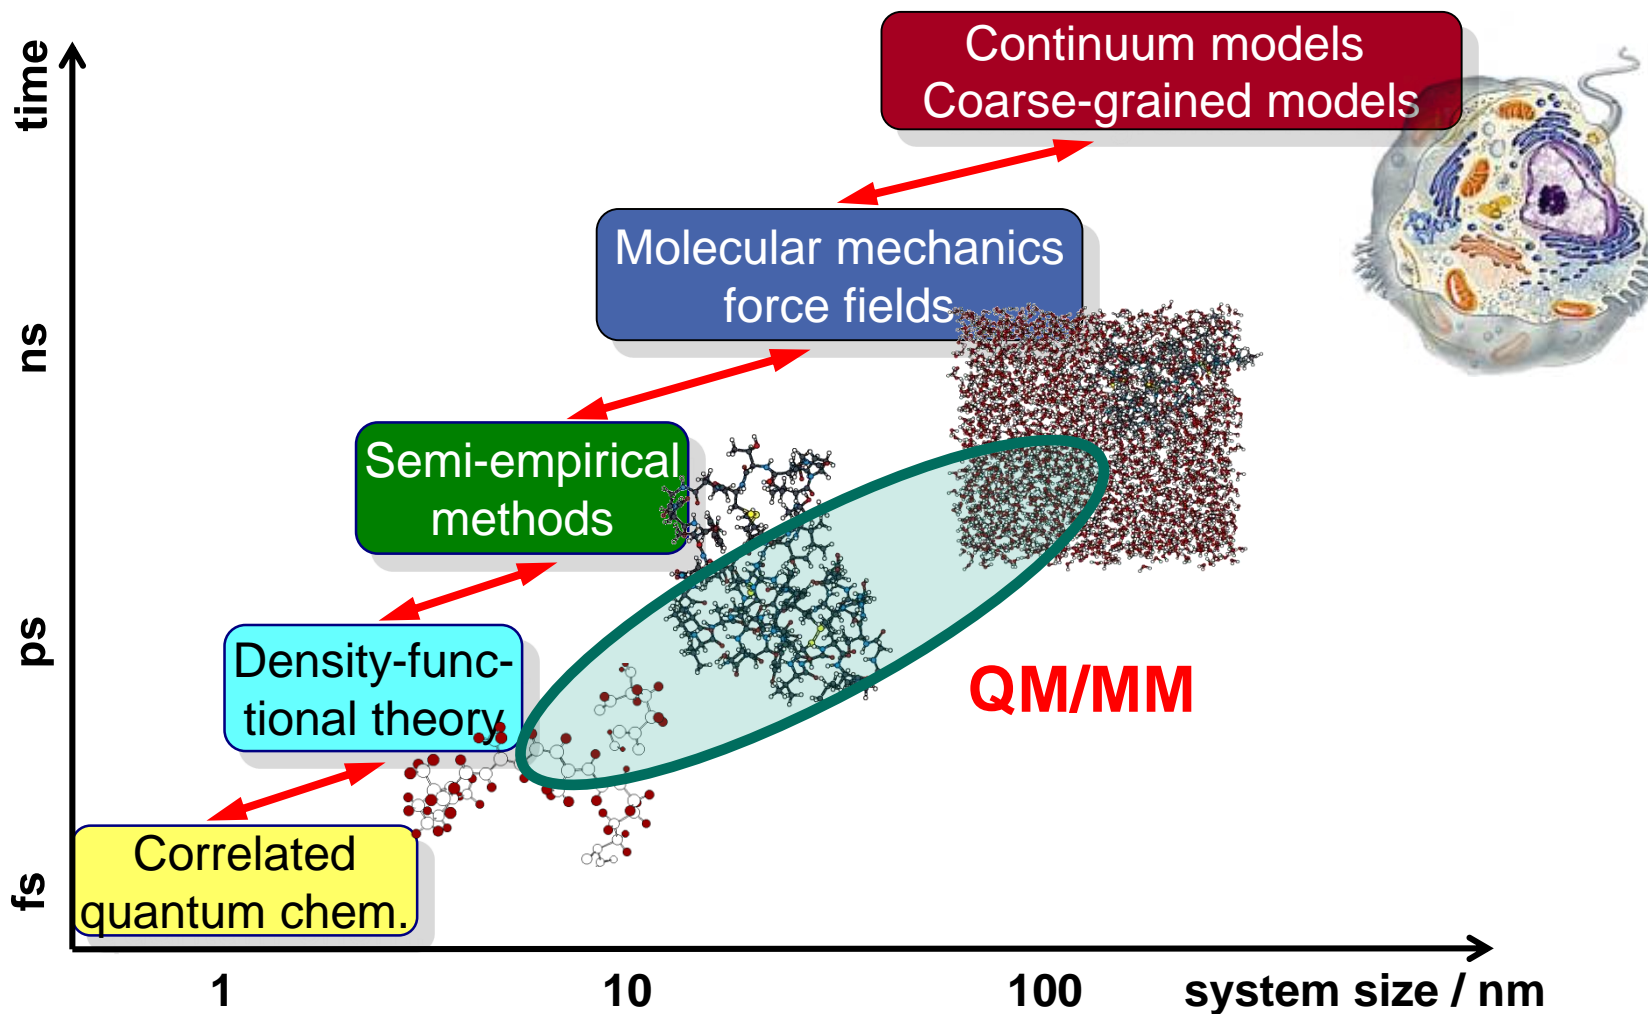 time
Continuum models
Coarse-grained models
Molecular mechanics
force fields
ns
Semi-empirical
methods
ps
Density-func-
tional theory
QM/MM
Correlated
quantum chem.
fs
1
10
100
system size / nm